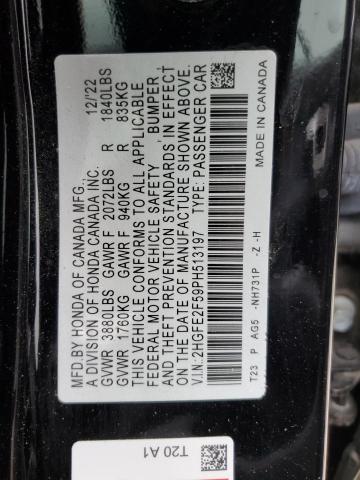 MFD. BY HONDA OF CANADA MFG. 12/'22
A DIVISION OF HONDA CANADA INC.
GVWR 3880LBS GAWR F 2072LBS R 1840LBS
GVWR 1760KG GAWR F 940KG R 835KG
THIS VEHICLE CONFORMS TO ALL APPLICABLE
FEDERAL MOTOR VEHICLE SAFETY, BUMPER,
AND THEFT PREVENTION STANDARDS IN EFFECT
ON THE DATE OF MANUFACTURE SHOWN ABOVE.
V.I.N.:2HGFE2F59PH513197 TYPE: PASSENGER CAR
T23 P AG5 -NH731P -Z -H MADE IN CANADA
T20 A1